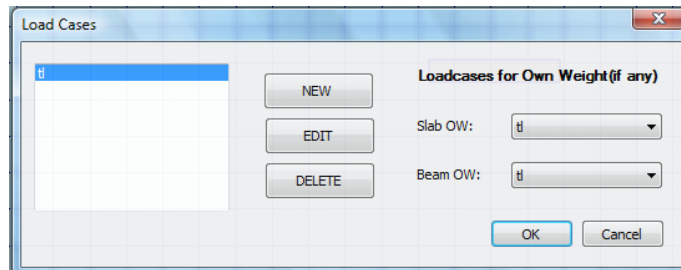 Load Cases
tl
NEW
EDIT
DELETE
Loadcases for Own Weight(if any)
Slab OW:
tl
Beam OW:
tl
OK
Cancel